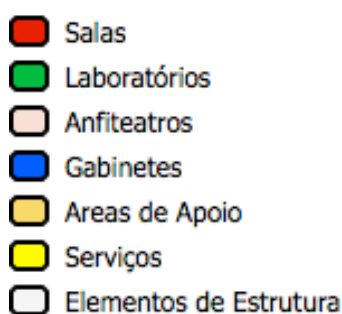 Salas
Laboratórios
Anfiteatros
Gabinetes
Areas de Apoio
Serviços
Elementos de Estrutura